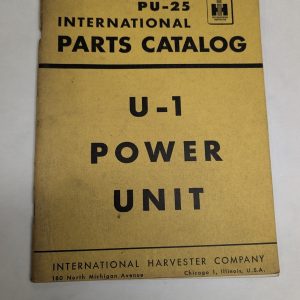 PU-25
INTERNATIONAL
PARTS CATALOG
U-1
POWER
UNIT
INTERNATIONAL HARVESTER COMPANY
180 North Michigan Avenue Chicago 1, Illinois, U.S.A.